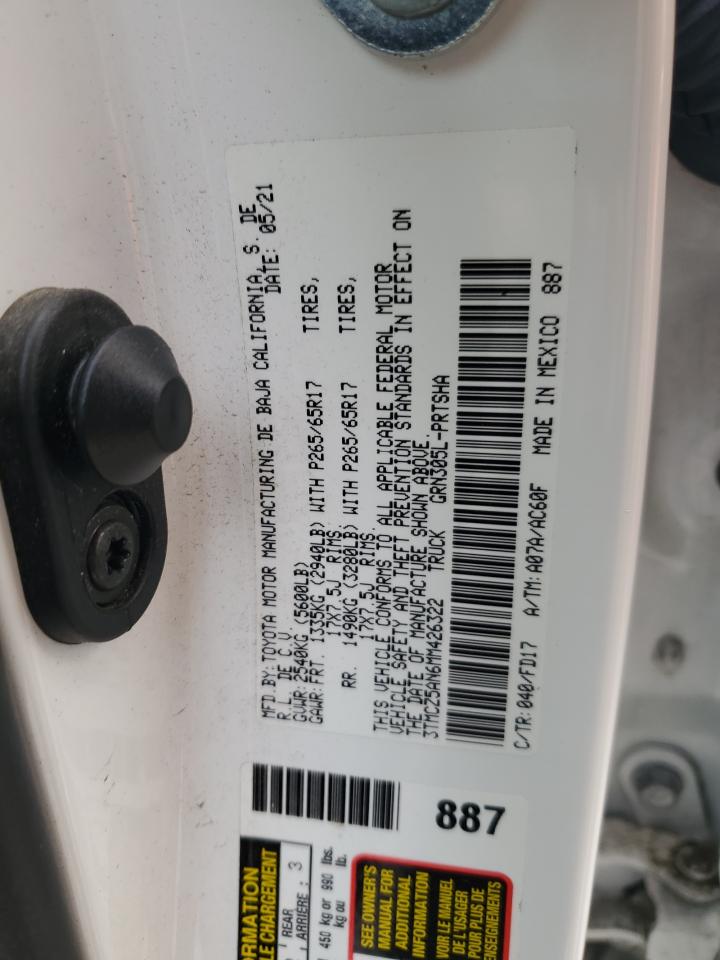 MFD. BY: TOYOTA MOTOR MANUFACTURING DE BAJA CALIFORNIA, S. DE
R.L. DE C.V. DATE: 05/21
GVWR: 2540KG (5600LB)
GAWR: FRT. 1335KG (2940LB) WITH P265/65R17 TIRES,
17X7.5J RIMS
RR. 1490KG (3280LB) WITH P265/65R17 TIRES,
17X7.5J RIMS
THIS VEHICLE CONFORMS TO ALL APPLICABLE FEDERAL MOTOR
VEHICLE SAFETY AND THEFT PREVENTION STANDARDS IN EFFECT ON
THE DATE OF MANUFACTURE SHOWN ABOVE.
3TMCZ5AN6MM426322 TRUCK GRN305L-PRTSHA
C/TR: 040/FD17 A/TM: A07A/AC60F MADE IN MEXICO 887
887
REAR
ARRIÈRE : 3
450 kg or 990 lbs.
kg ou lb.
SEE OWNER'S
MANUAL FOR
ADDITIONAL
INFORMATION
VOIR LE MANUEL
DE L'USAGER
POUR PLUS DE